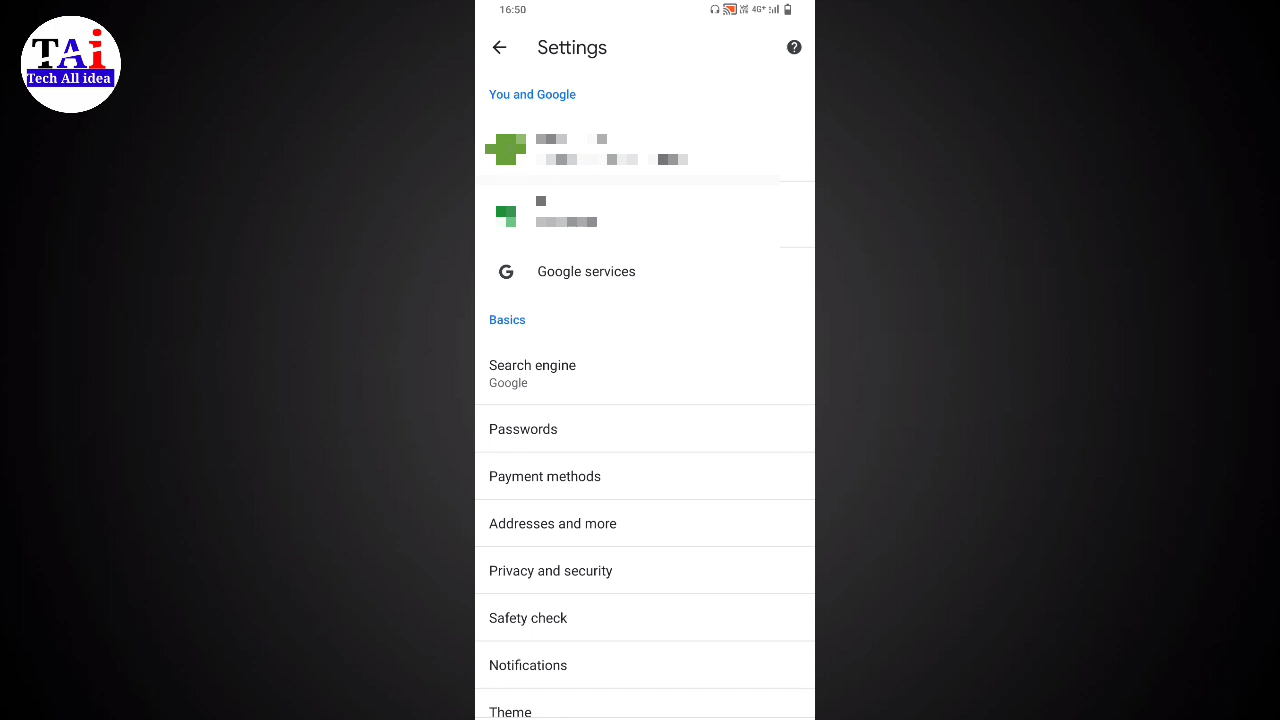 TAi
Tech All idea
16:50
4G+
Settings
You and Google
Google services
Basics
Search engine
Google
Passwords
Payment methods
Addresses and more
Privacy and security
Safety check
Notifications
Theme